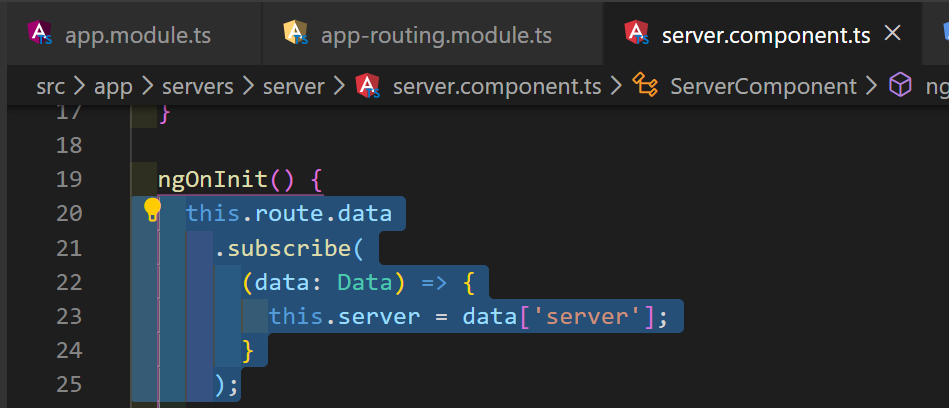 app.module.ts app-routing.module.ts server.component.ts
src app servers server server.component.ts ServerComponent ng
17 }
18
19 ngOnInit() {
20 this.route.data
21 .subscribe(
22 (data: Data) => {
23 this.server = data['server'];
24 }
25 );